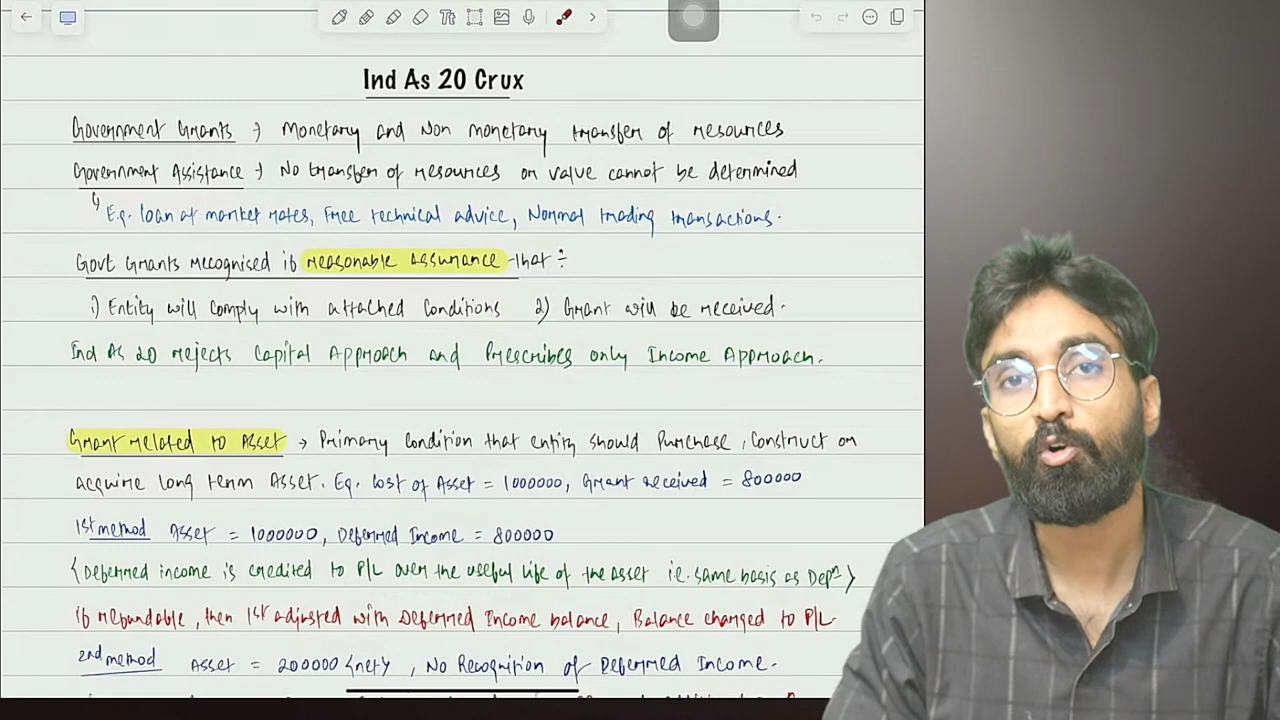 Ind As 20 Crux
Government Grants → Monetary and Non monetary transfer of resources
Government Assistance → No transfer of resources or value cannot be determined
E.g. loan at market rates, Free technical advice, Normal trading transactions.
Govt Grants recognised if reasonable assurance that ÷
1) Entity will comply with attached Conditions 2) Grant will be received.
Ind As 20 rejects Capital Approach and Prescribes only Income Approach.
Grant related to Asset → Primary Condition that entity should Purchase, Construct or
acquire long term Asset. Eg. Cost of Asset = 1000000, Grant received = 800000
1st method Asset = 1000000, Deferred Income = 800000
{Deferred income is credited to P/L over the useful life of the asset i.e. same basis as Depn}
if refundable, then 1st adjusted with Deferred Income balance, Balance charged to P/L
2nd method Asset = 200000 {net}, No Recognition of Deferred Income.